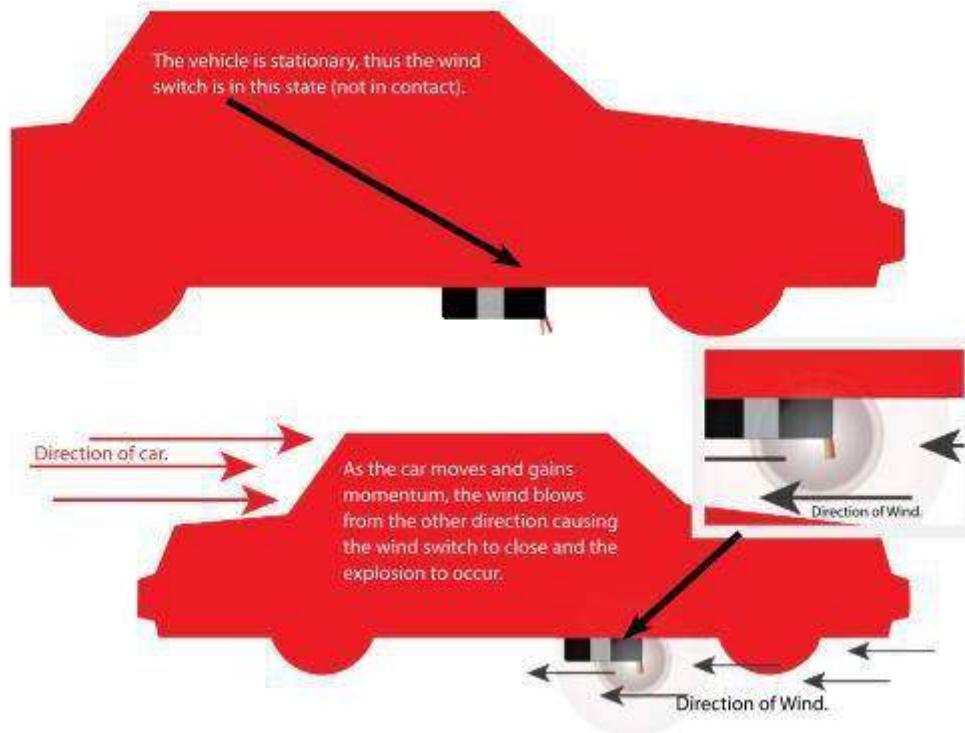 The vehicle is stationary, thus the wind
switch is in this state (not in contact).
Direction of car.
As the car moves and gains
momentum, the wind blows
from the other direction causing
the wind switch to close and the
explosion to occur.
Direction of Wind.
Direction of Wind.